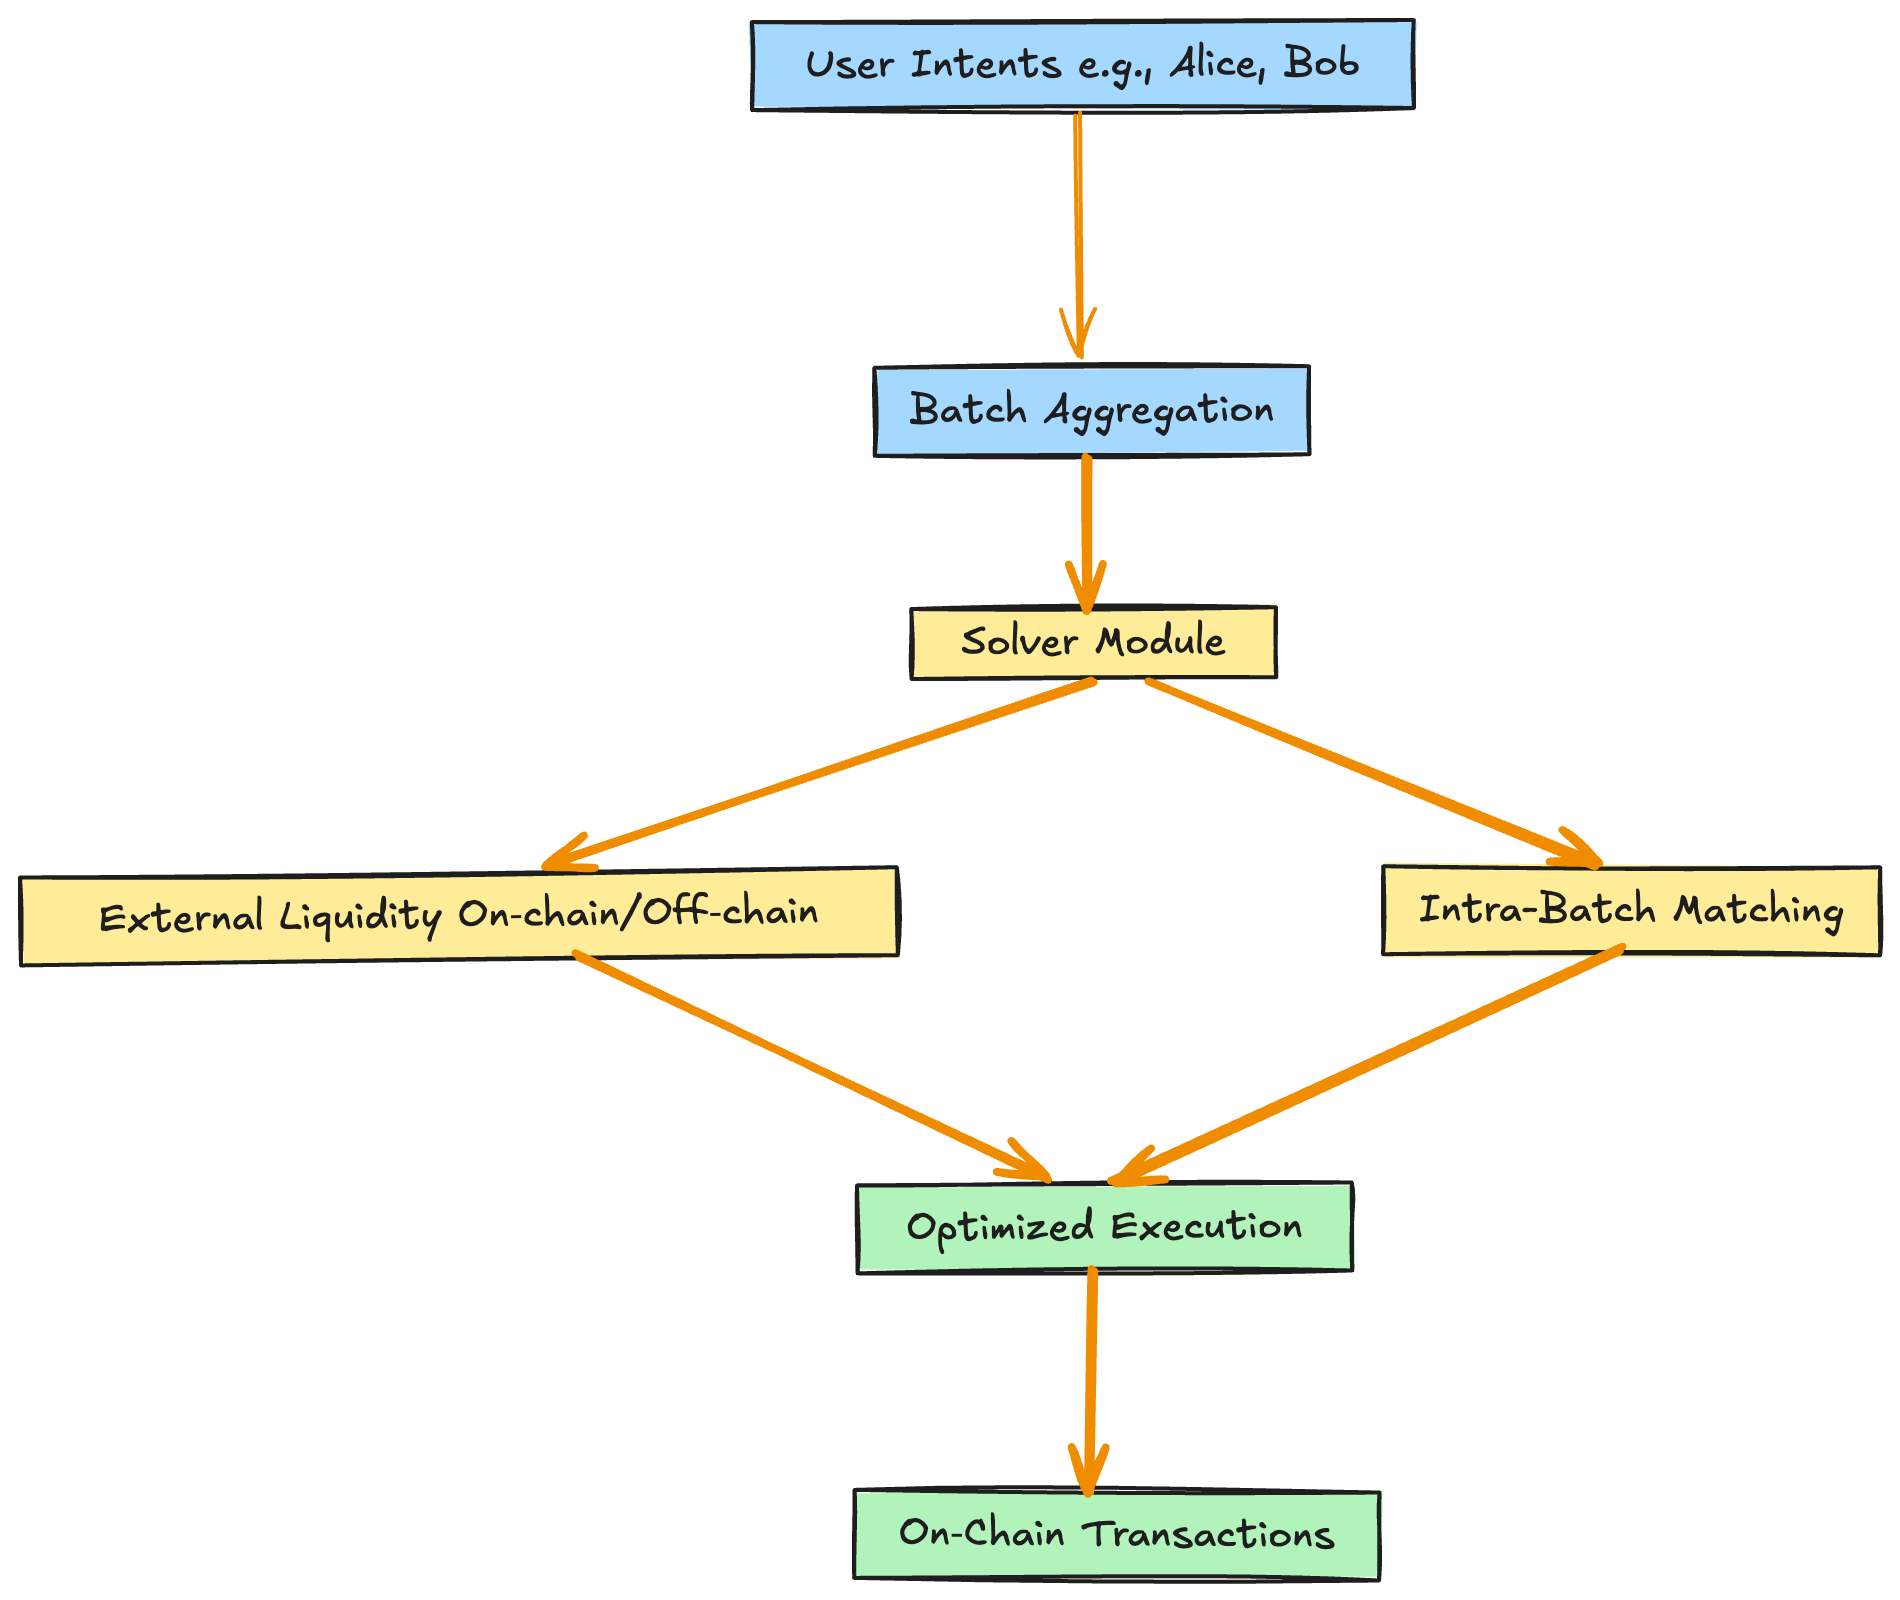 User Intents e.g., Alice, Bob
Batch Aggregation
Solver Module
External Liquidity On-chain/Off-chain
Intra-Batch Matching
Optimized Execution
On-Chain Transactions